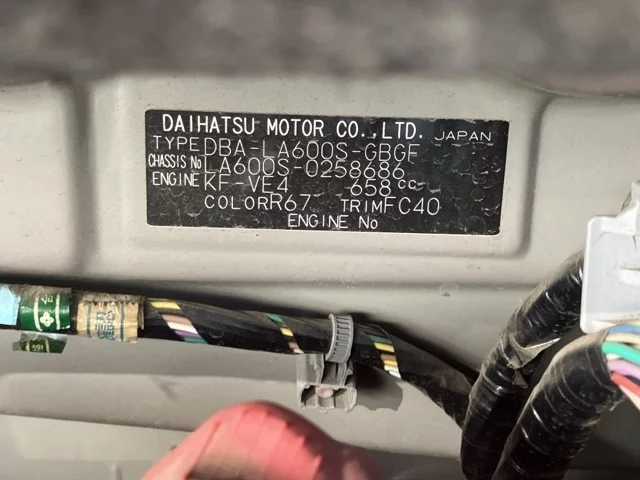 DAIHATSU MOTOR CO.,LTD. JAPAN
TYPE DBA-LA600S-GBGF
CHASSIS No LA600S-0258686
ENGINE KF-VE4 658cc
COLOR R67 TRIM FC40
ENGINE No